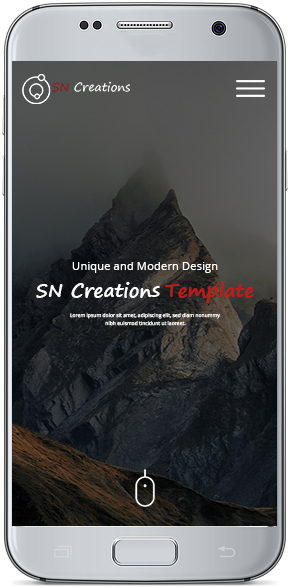 SN Creations
Unique and Modern Design
SN Creations Template
Lorem ipsum dolor sit amet, adipiscing elit, sed diam nonummy
nibh euismod tincidunt ut laoreet.